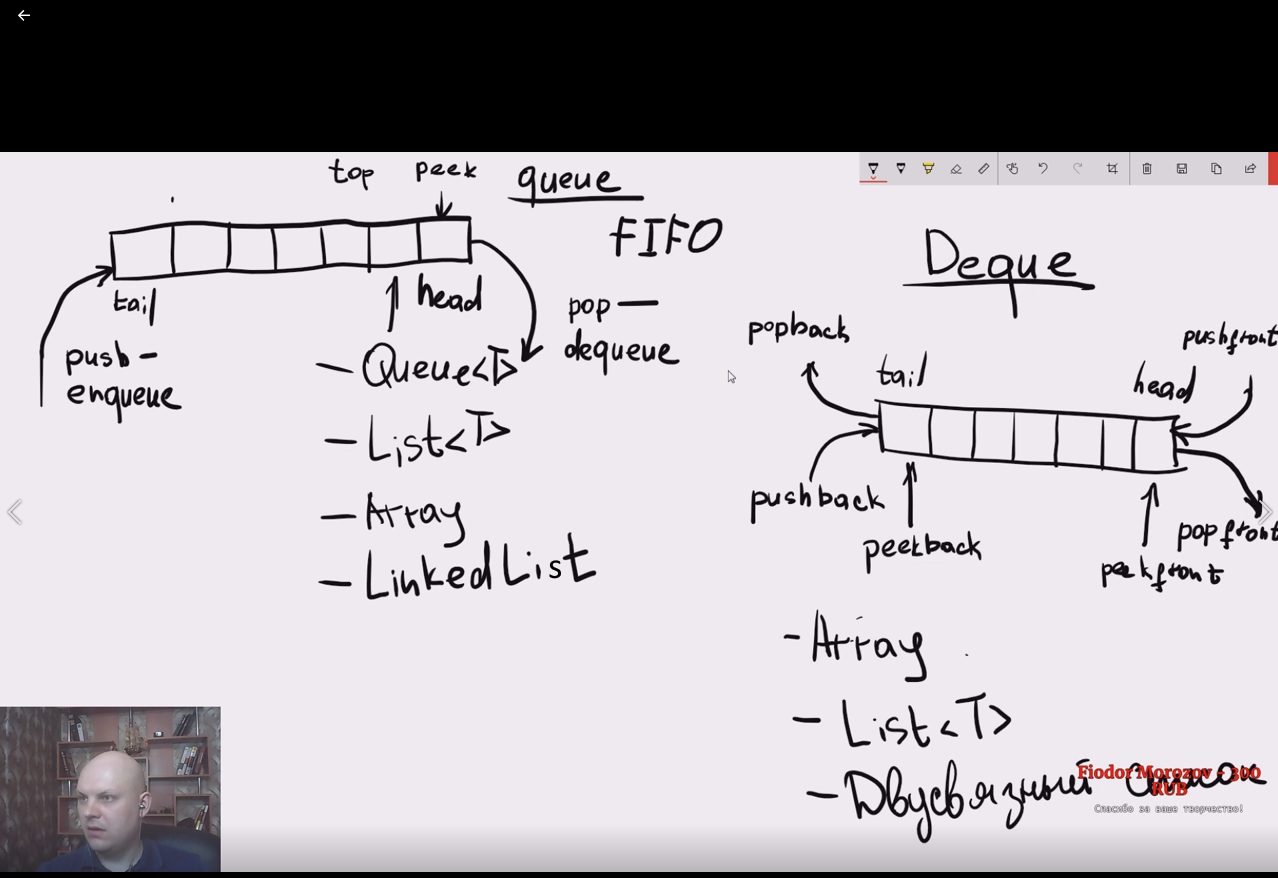 top peek queue
FIFO
tail
head
pop —
dequeue
push -
enqueue
- Queue<T>
- List<T>
- Array
- LinkedList
Deque
popback
pushfront
tail
head
pushback
peekback
popfront
peekfront
- Array
- List<T>
- Двусвязный список
Fiodor Morozov - 300
RUB
Спасибо за ваше творчество!